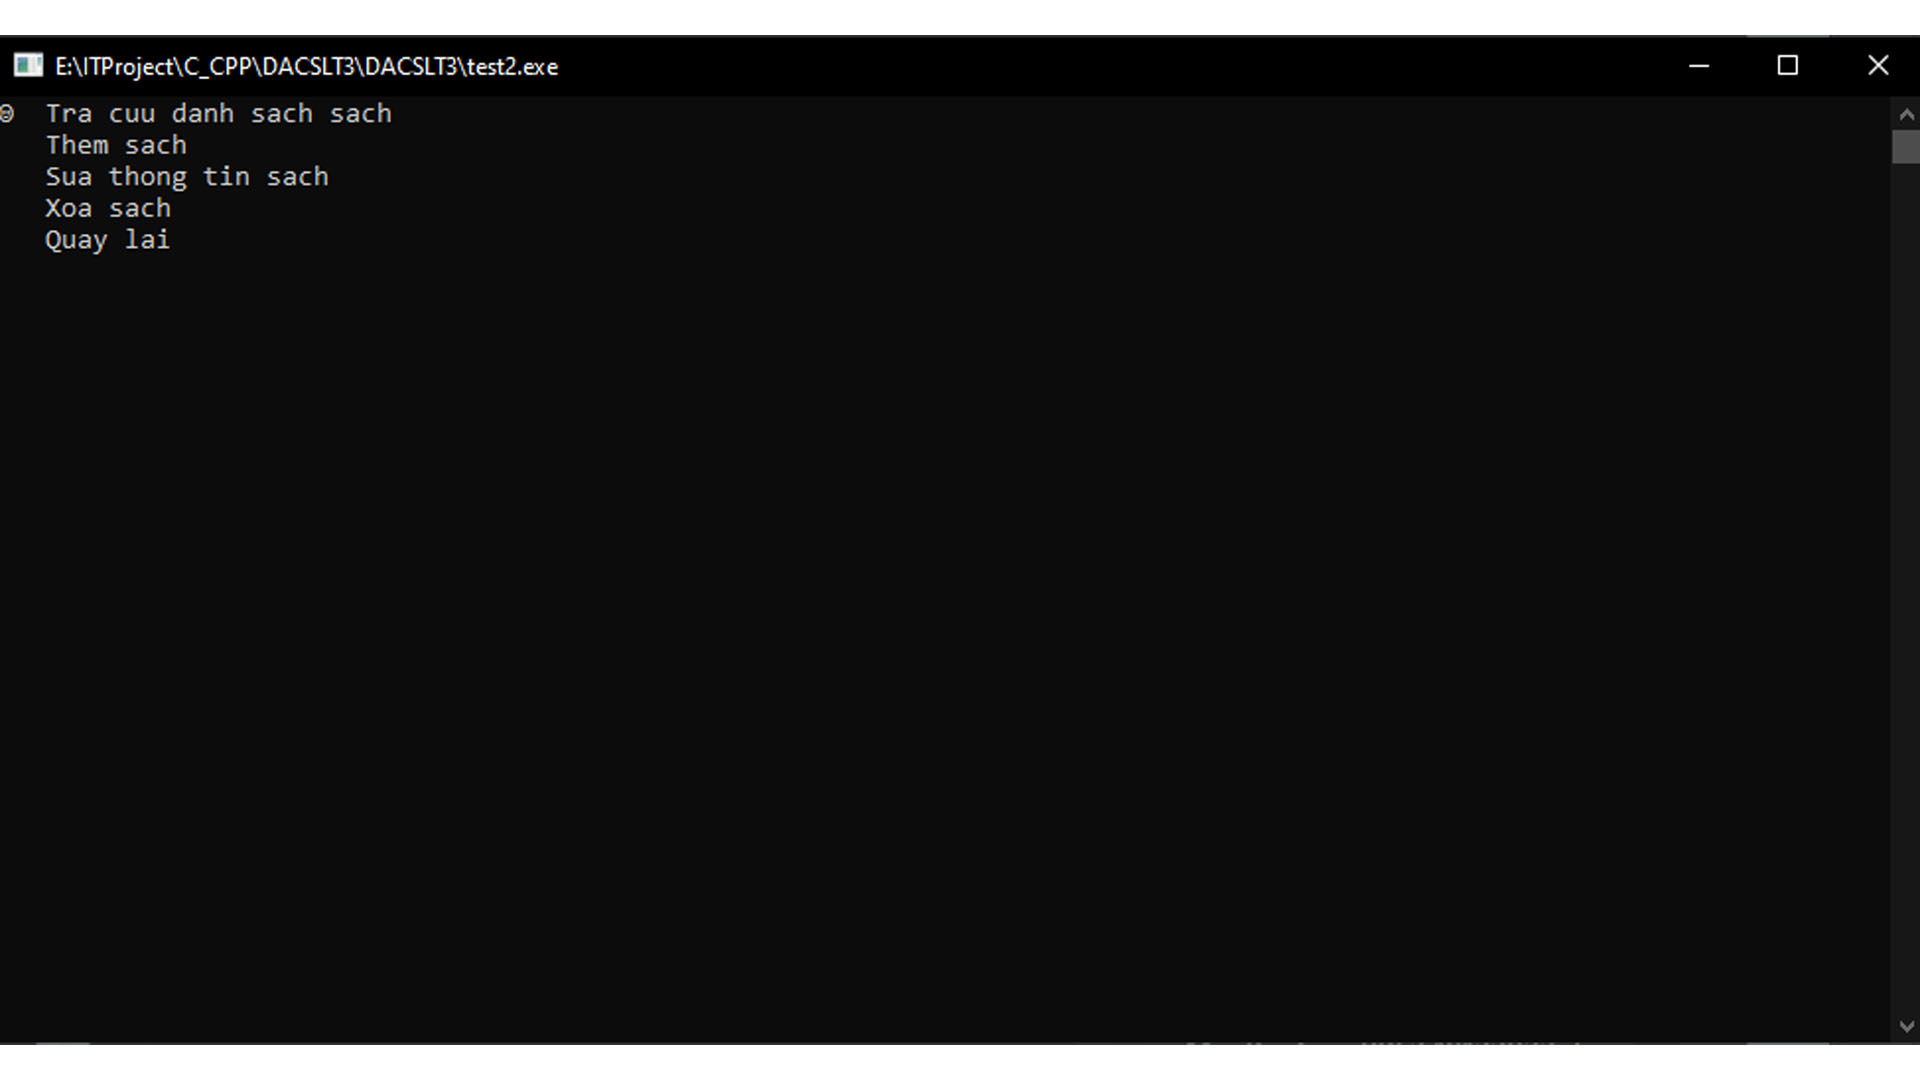 E:\ITProject\C_CPP\DACSLT3\DACSLT3\test2.exe
Tra cuu danh sach sach
Them sach
Sua thong tin sach
Xoa sach
Quay lai